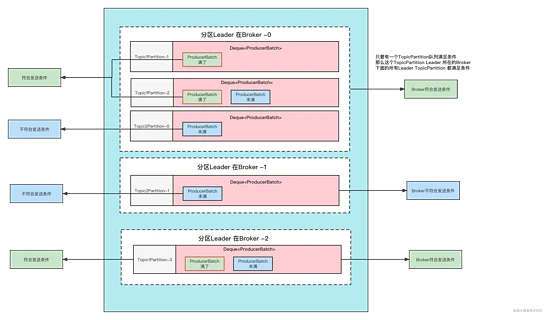 分区Leader 在Broker -0
Deque<ProducerBatch>
Topic1Partition-1
ProducerBatch
满了
Deque<ProducerBatch>
Topic1Partition-2
ProducerBatch
满了
ProducerBatch
未满
Deque<ProducerBatch>
Topic2Partition-0
ProducerBatch
未满
符合发送条件
不符合发送条件
只要有一个TopicPartition队列满足条件
那么这个TopicPartition Leader 所在的Broker
下面的所有Leader TopicPartition 都满足条件
Broker符合发送条件
分区Leader 在Broker -1
Deque<ProducerBatch>
Topic2Partition-1
ProducerBatch
未满
不符合发送条件
Broker不符合发送条件
分区Leader 在Broker -2
Deque<ProducerBatch>
Topic1Partition-3
ProducerBatch
满了
ProducerBatch
未满
符合发送条件
Broker符合发送条件